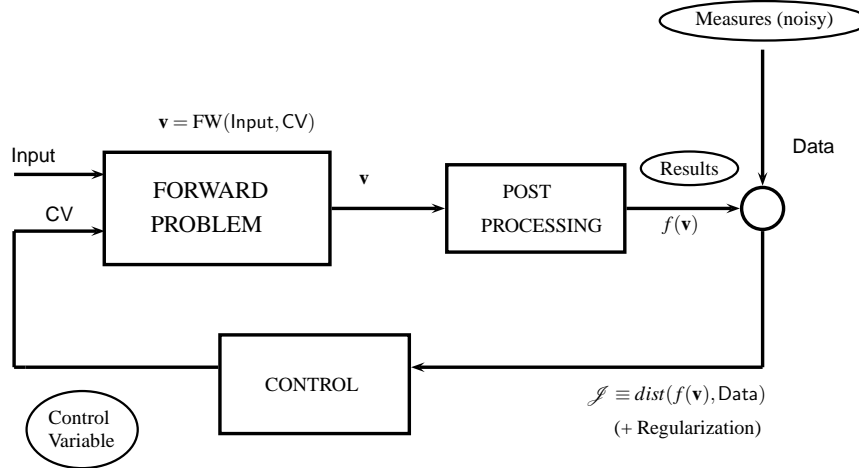 Measures (noisy)
𝐯 = FW(Input, CV)
Input
Data
FORWARD
PROBLEM
𝐯
POST
PROCESSING
Results
CV
f(𝐯)
CONTROL
𝒥 ≡ dist(f(𝐯), Data)
(+ Regularization)
Control
Variable